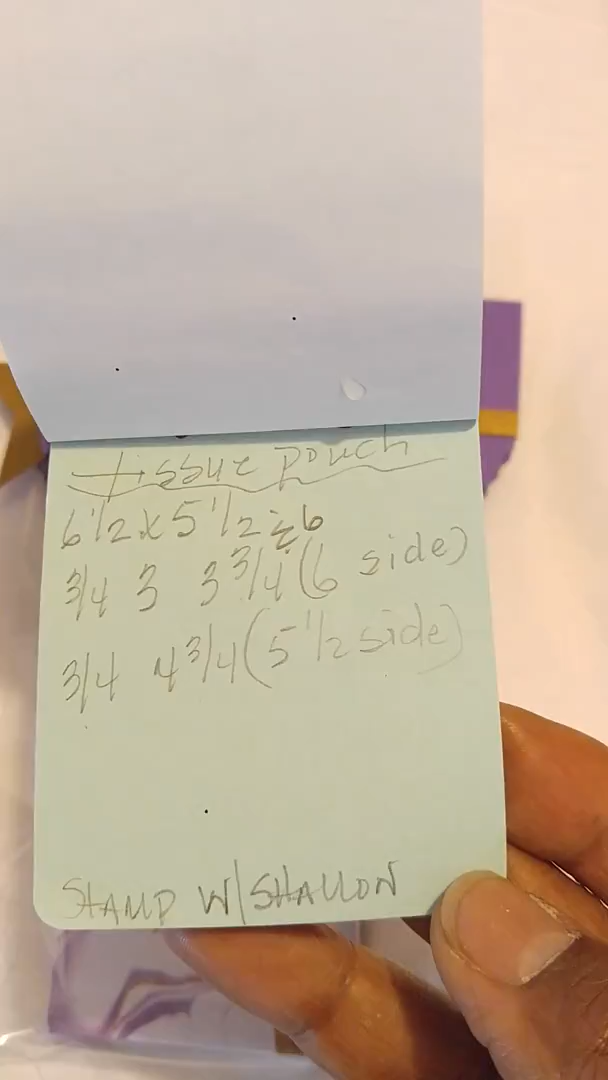 tissue pouch
6 1/2 x 5 1/2 6
3/4 3 3 3/4 (6 side)
3/4 4 3/4 (5 1/2 side)
STAMP W/ SHALLON